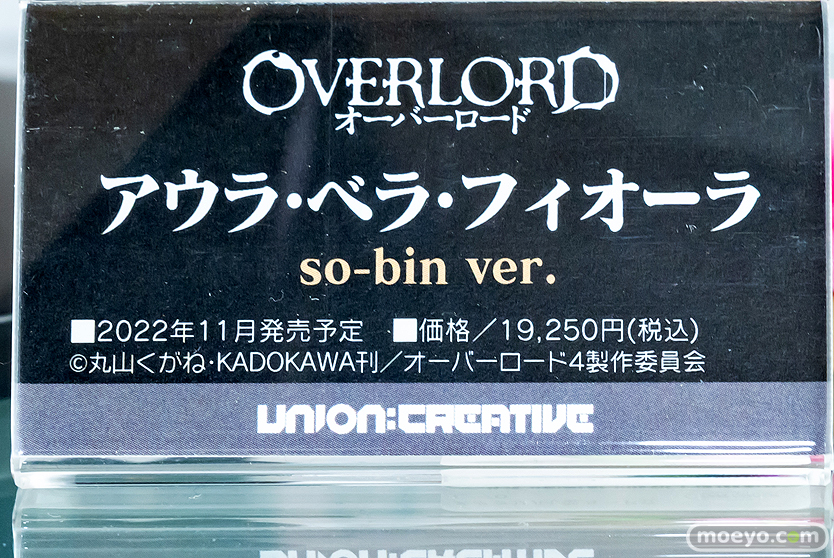 OVERLORD
オーバーロード
アウラ・ベラ・フィオーラ
so-bin ver.
■2022年11月発売予定　■価格／19,250円(税込)
©丸山くがね・KADOKAWA刊／オーバーロード4製作委員会
UNION:CREATIVE
moeyo.com